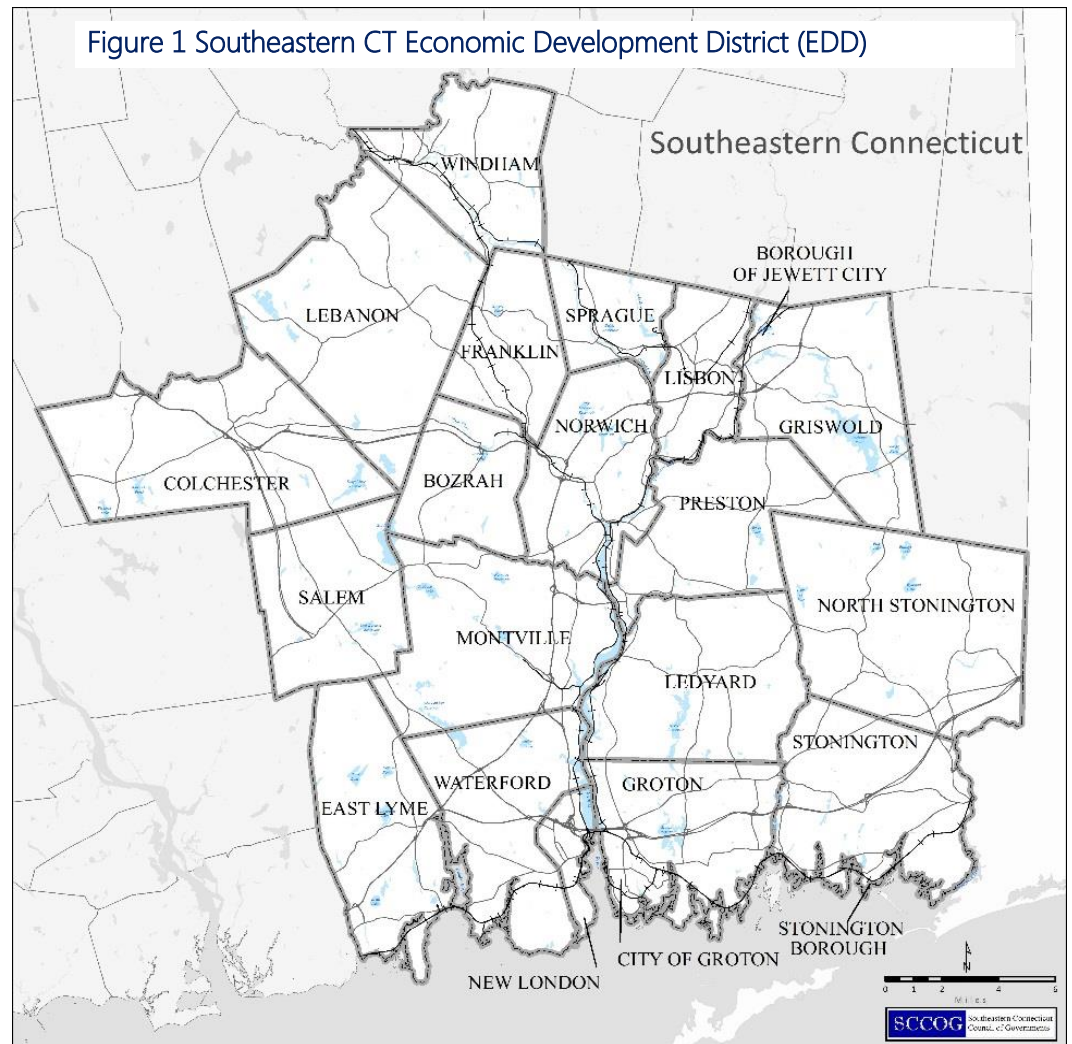 Figure 1 Southeastern CT Economic Development District (EDD)
Southeastern Connecticut
WINDHAM
BOROUGH
OF JEWETT CITY
LEBANON
SPRAGUE
FRANKLIN
LISBON
NORWICH
GRISWOLD
COLCHESTER
BOZRAH
PRESTON
SALEM
NORTH STONINGTON
MONTVILLE
LEDYARD
STONINGTON
WATERFORD
GROTON
EAST LYME
STONINGTON
BOROUGH
CITY OF GROTON
NEW LONDON
N
0 1 2 4 6
Miles
SCCOG
Southeastern Connecticut
Council of Governments